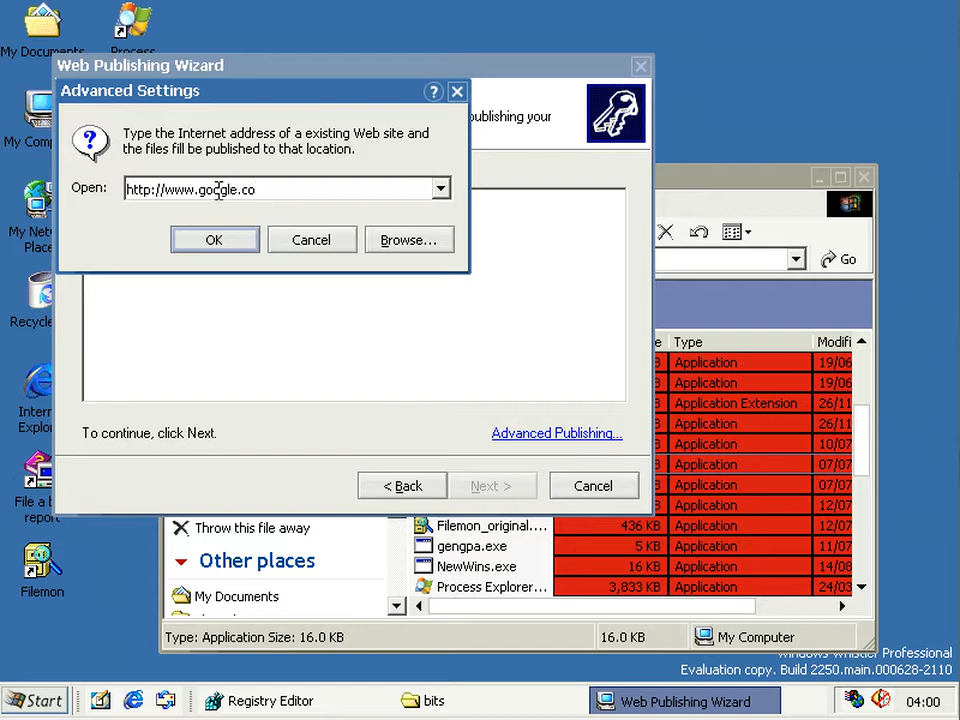 My Documents
Process
My Comp
My Netw
Place
Recycle
Intern
Explor
File a b
report
Filemon
Web Publishing Wizard
Advanced Settings
publishing your
Type the Internet address of a existing Web site and
the files fill be published to that location.
Open:
http://www.google.co
OK
Cancel
Browse...
To continue, click Next.
Advanced Publishing...
< Back
Next >
Cancel
Go
e Type Modifi
B Application 19/06
B Application 19/06
B Application Extension 26/11
B Application 26/11
B Application 10/07
B Application 07/07
B Application 07/07
B Application 12/07
Filemon_original.... 436 KB Application 12/07
gengpa.exe 5 KB Application 11/07
NewWins.exe 16 KB Application 14/08
Process Explorer... 3,833 KB Application 24/03
Throw this file away
Other places
My Documents
Type: Application Size: 16.0 KB
16.0 KB
My Computer
Windows Whistler Professional
Evaluation copy. Build 2250.main.000628-2110
Start
Registry Editor
bits
Web Publishing Wizard
04:00